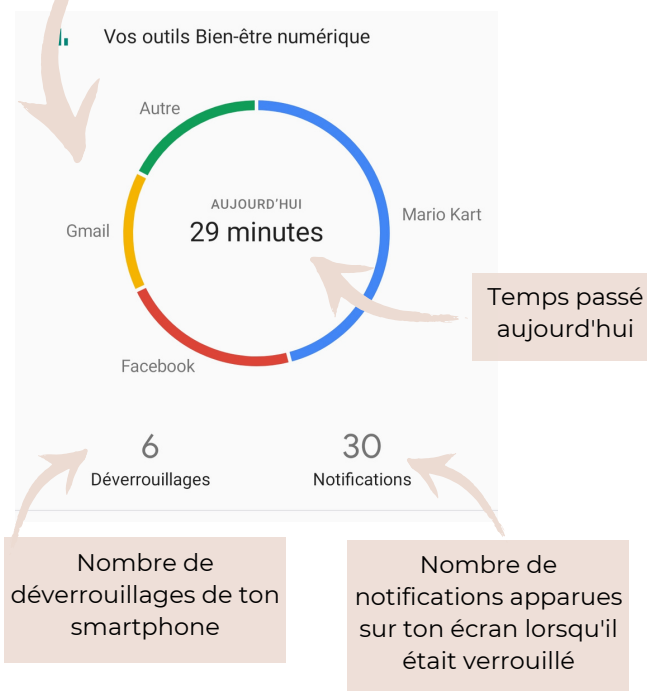 Vos outils Bien-être numérique
Autre
AUJOURD'HUI
29 minutes
Mario Kart
Gmail
Temps passé
aujourd'hui
Facebook
6
Déverrouillages
30
Notifications
Nombre de
déverrouillages de ton
smartphone
Nombre de
notifications apparues
sur ton écran lorsqu'il
était verrouillé